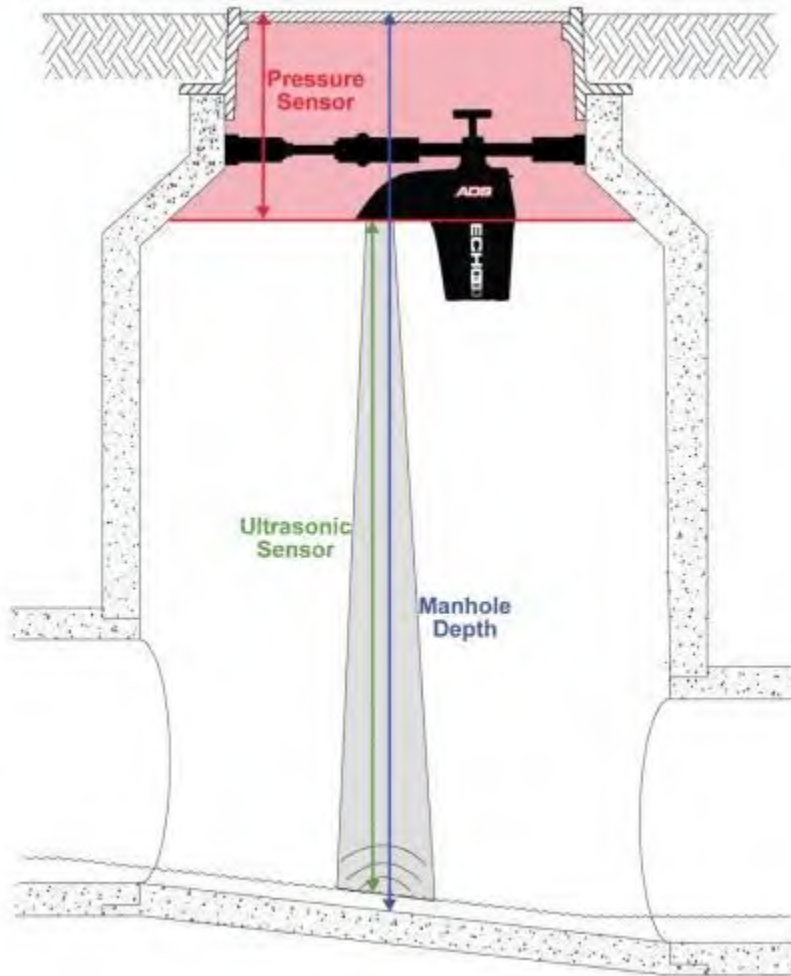 Pressure
Sensor
ADS
ECHO
Ultrasonic
Sensor
Manhole
Depth